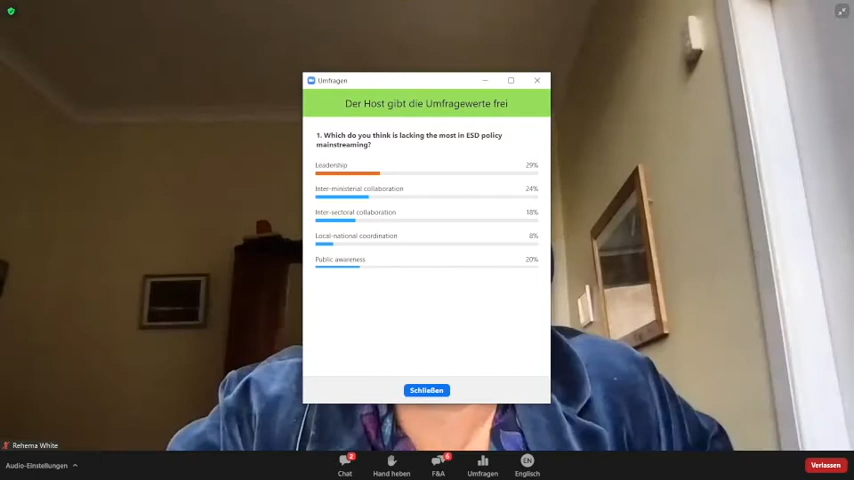 Umfragen
Der Host gibt die Umfragewerte frei
1. Which do you think is lacking the most in ESD policy
mainstreaming?
Leadership 29%
Inter-ministerial collaboration 24%
Inter-sectoral collaboration 18%
Local-national coordination 8%
Public awareness 20%
Schließen
Rehema White
Audio-Einstellungen
2
Chat
Hand heben
6
F&A
Umfragen
EN
Englisch
Verlassen